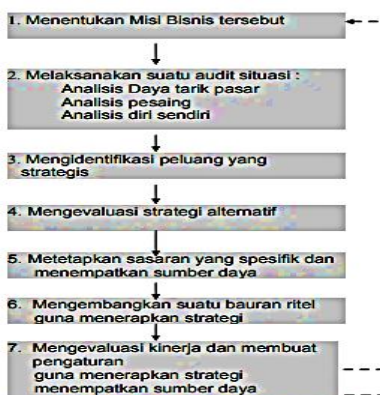 1. Menentukan Misi Bisnis tersebut
2. Melaksanakan suatu audit situasi :
Analisis Daya tarik pasar
Analisis pesaing
Analisis diri sendiri
3. Mengidentifikasi peluang yang
strategis
4. Mengevaluasi strategi alternatif
5. Metetapkan sasaran yang spesifik dan
menempatkan sumber daya
6. Mengembangkan suatu bauran ritel
guna menerapkan strategi
7. Mengevaluasi kinerja dan membuat
pengaturan
guna menerapkan strategi
menempatkan sumber daya